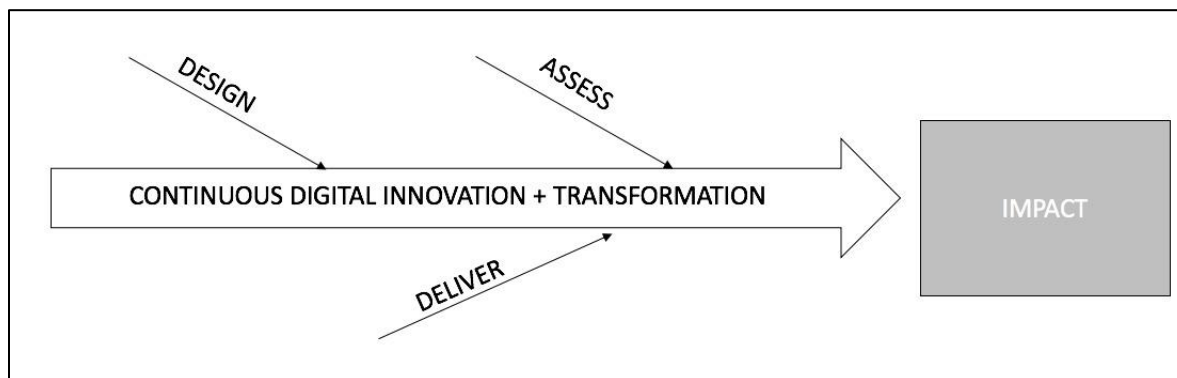 DESIGN
ASSESS
CONTINUOUS DIGITAL INNOVATION + TRANSFORMATION
IMPACT
DELIVER